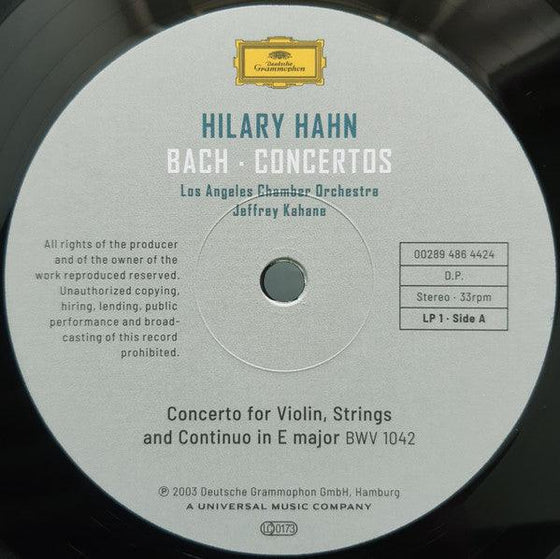 Deutsche
Grammophon
HILARY HAHN
BACH · CONCERTOS
Los Angeles Chamber Orchestra
Jeffrey Kahane
All rights of the producer
and of the owner of the
work reproduced reserved.
Unauthorized copying,
hiring, lending, public
performance and broad-
casting of this record
prohibited.
00289 486 4424
D.P.
Stereo · 33rpm
LP 1 · Side A
Concerto for Violin, Strings
and Continuo in E major BWV 1042
℗ 2003 Deutsche Grammophon GmbH, Hamburg
A UNIVERSAL MUSIC COMPANY
LC 0173